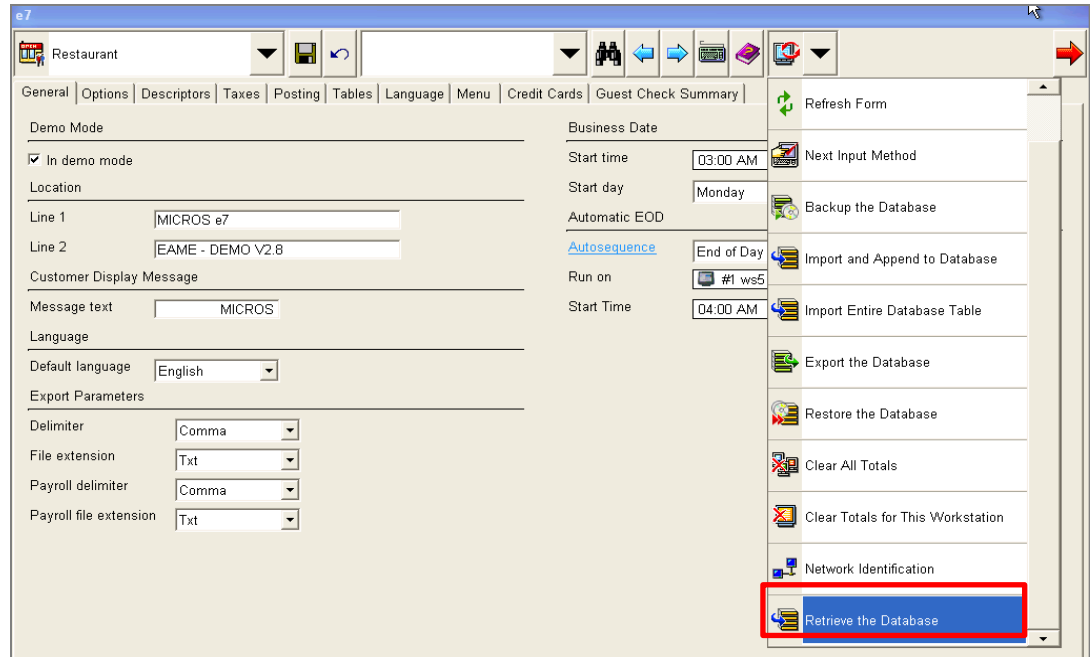 e7
Restaurant
General Options Descriptors Taxes Posting Tables Language Menu Credit Cards Guest Check Summary
Demo Mode
In demo mode
Location
Line 1 MICROS e7
Line 2 EAME - DEMO V2.8
Customer Display Message
Message text MICROS
Language
Default language English
Export Parameters
Delimiter Comma
File extension Txt
Payroll delimiter Comma
Payroll file extension Txt
Business Date
Start time 03:00 AM
Start day Monday
Automatic EOD
Autosequence End of Day
Run on #1 ws5
Start Time 04:00 AM
Refresh Form
Next Input Method
Backup the Database
Import and Append to Database
Import Entire Database Table
Export the Database
Restore the Database
Clear All Totals
Clear Totals for This Workstation
Network Identification
Retrieve the Database